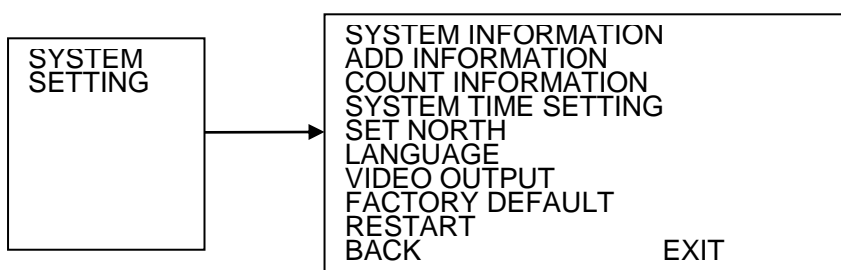 SYSTEM
SETTING
SYSTEM INFORMATION
ADD INFORMATION
COUNT INFORMATION
SYSTEM TIME SETTING
SET NORTH
LANGUAGE
VIDEO OUTPUT
FACTORY DEFAULT
RESTART
BACK EXIT